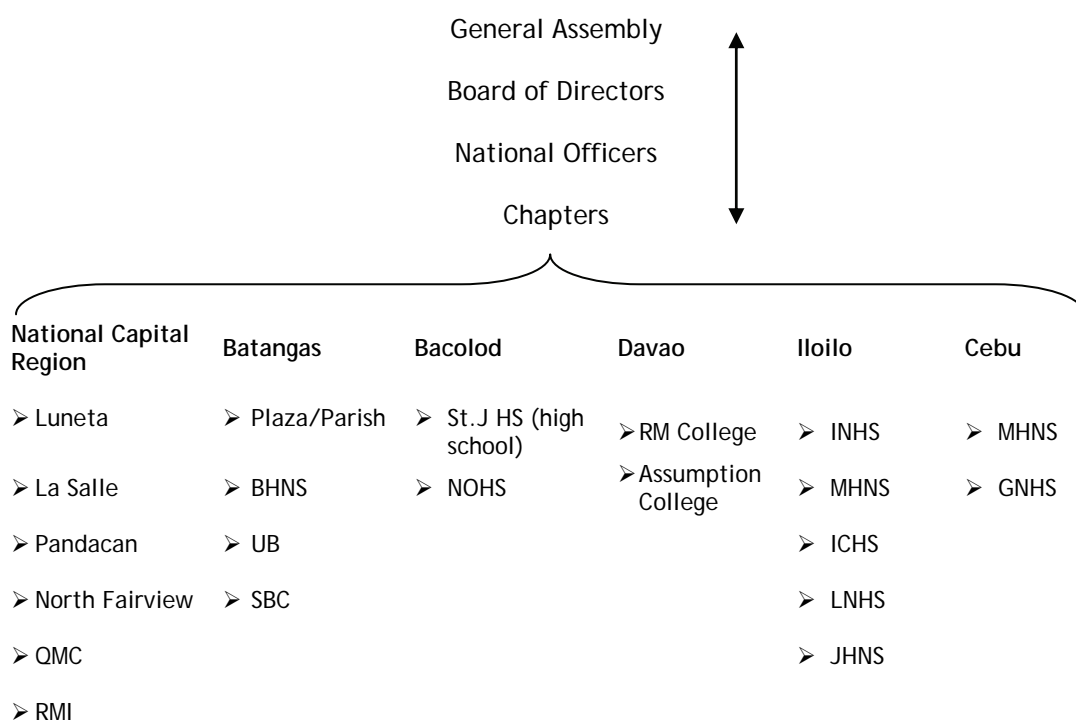 General Assembly
Board of Directors
National Officers
Chapters
National Capital
Region
➢ Luneta
➢ La Salle
➢ Pandacan
➢ North Fairview
➢ QMC
➢ RMI
Batangas
➢ Plaza/Parish
➢ BHNS
➢ UB
➢ SBC
Bacolod
➢ St.J HS (high
school)
➢ NOHS
Davao
➢ RM College
➢ Assumption
College
Iloilo
➢ INHS
➢ MHNS
➢ ICHS
➢ LNHS
➢ JHNS
Cebu
➢ MHNS
➢ GNHS